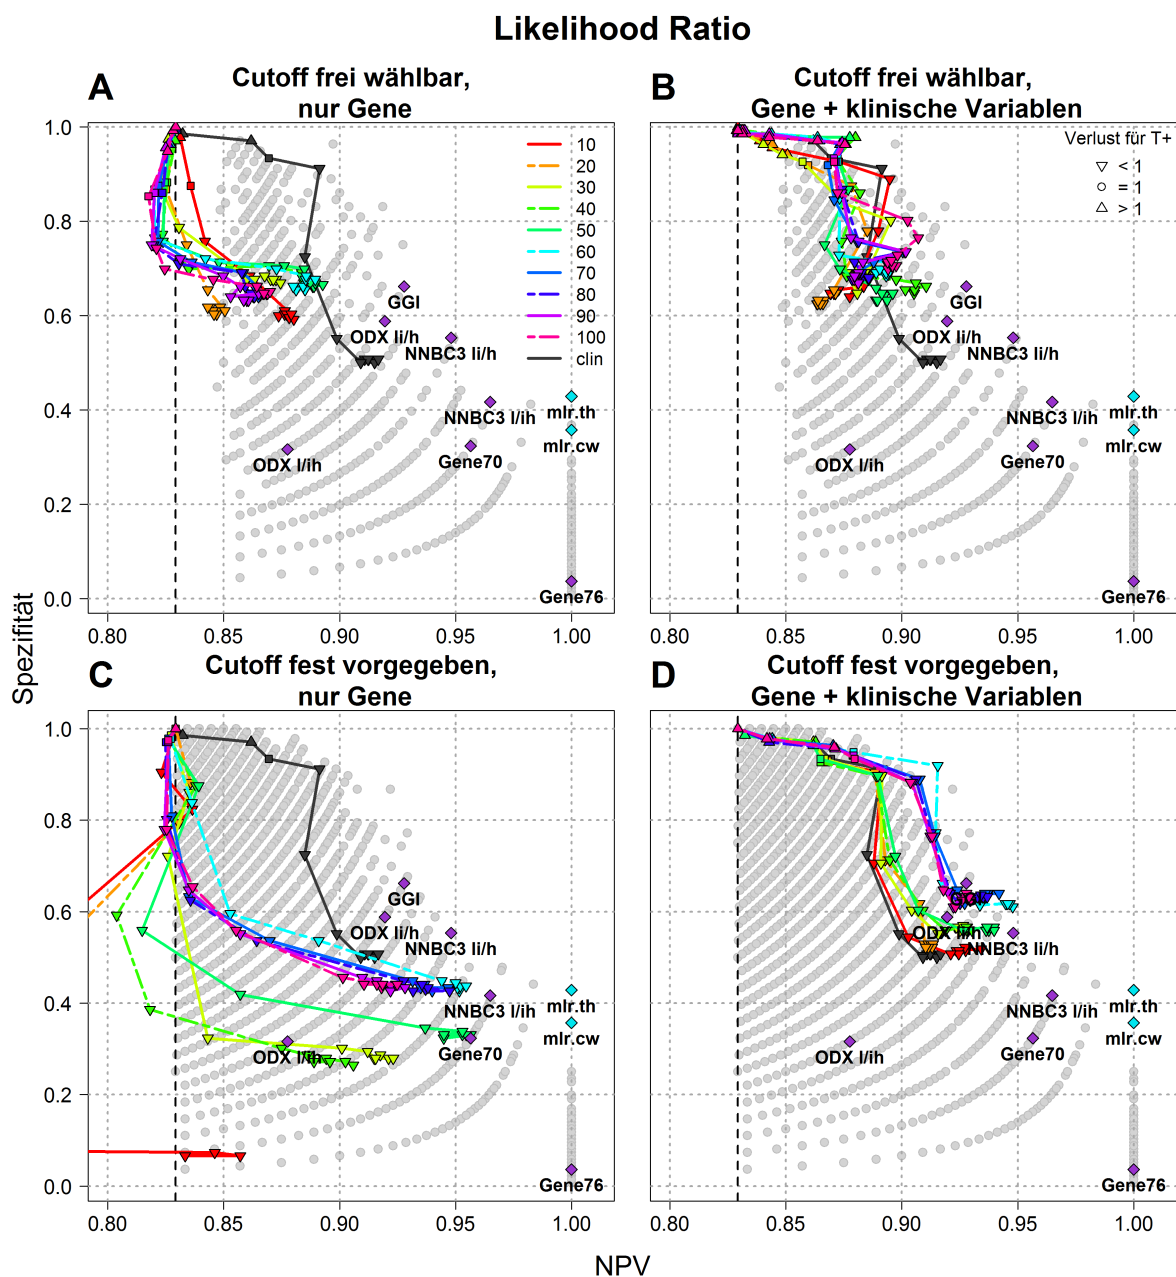 Likelihood Ratio
A
Cutoff frei wählbar,
nur Gene
1.0
0.8
0.6
0.4
0.2
0.0
0.80
0.85
0.90
0.95
1.00
10
20
30
40
50
60
70
80
90
100
clin
GGI
ODX li/h
NNBC3 li/h
NNBC3 l/ih
mlr.th
mlr.cw
ODX l/ih
Gene70
Gene76
B
Cutoff frei wählbar,
Gene + klinische Variablen
Verlust für T+
< 1
= 1
> 1
GGI
ODX li/h
NNBC3 li/h
NNBC3 l/ih
mlr.th
mlr.cw
ODX l/ih
Gene70
Gene76
0.80
0.85
0.90
0.95
1.00
Spezifität
C
Cutoff fest vorgegeben,
nur Gene
1.0
0.8
0.6
0.4
0.2
0.0
GGI
ODX li/h
NNBC3 li/h
NNBC3 l/ih
mlr.th
mlr.cw
ODX l/ih
Gene70
Gene76
0.80
0.85
0.90
0.95
1.00
D
Cutoff fest vorgegeben,
Gene + klinische Variablen
GGI
ODX li/h
NNBC3 li/h
NNBC3 l/ih
mlr.th
mlr.cw
ODX l/ih
Gene70
Gene76
0.80
0.85
0.90
0.95
1.00
NPV